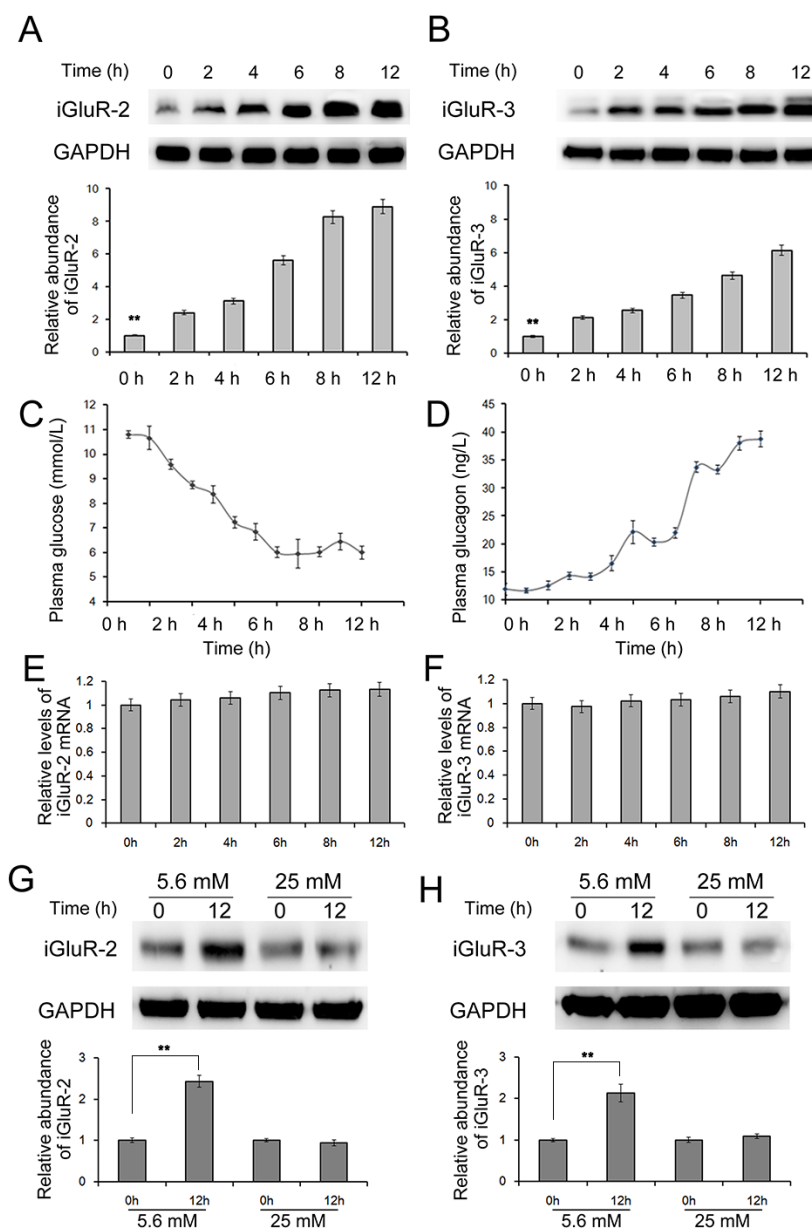 A
Time (h) 0 2 4 6 8 12
iGluR-2
GAPDH
Relative abundance
of iGluR-2
10
8
6
4
2
0
**
0 h 2 h 4 h 6 h 8 h 12 h
B
Time (h) 0 2 4 6 8 12
iGluR-3
GAPDH
Relative abundance
of iGluR-3
10
8
6
4
2
0
**
0 h 2 h 4 h 6 h 8 h 12 h
C
Plasma glucose (mmol/L)
11
10
9
8
7
6
5
4
0 h 2 h 4 h 6 h 8 h 12 h
Time (h)
D
Plasma glucagon (ng/L)
45
40
35
30
25
20
15
10
0 h 2 h 4 h 6 h 8 h 12 h
Time (h)
E
Relative levels of
iGluR-2 mRNA
1.2
1
0.8
0.6
0.4
0.2
0
0h 2h 4h 6h 8h 12h
F
Relative levels of
iGluR-3 mRNA
1.2
1
0.8
0.6
0.4
0.2
0
0h 2h 4h 6h 8h 12h
G
5.6 mM 25 mM
Time (h) 0 12 0 12
iGluR-2
GAPDH
Relative abundance
of iGluR-2
3
2
1
0
**
0h 12h 0h 12h
5.6 mM 25 mM
H
5.6 mM 25 mM
Time (h) 0 12 0 12
iGluR-3
GAPDH
Relative abundance
of iGluR-3
3
2
1
0
**
0h 12h 0h 12h
5.6 mM 25 mM